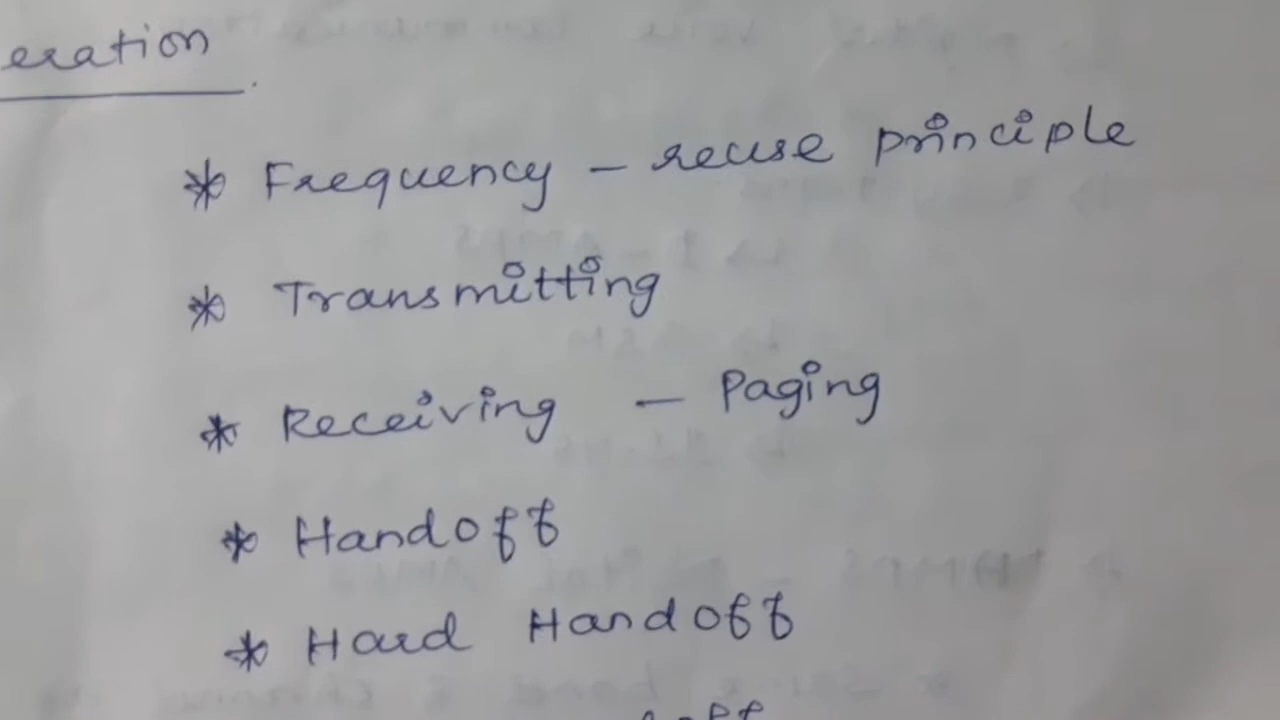 eration
* Frequency - reuse principle
* Transmitting
* Receiving - Paging
* Handoff
* Hard Handoff